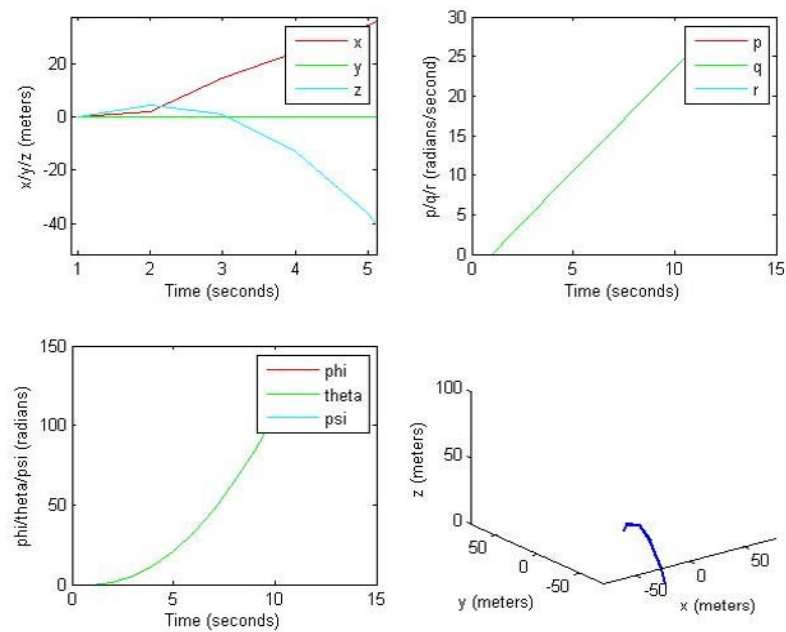 x/y/z (meters)
20
0
-20
-40
1 2 3 4 5
Time (seconds)
x
y
z
p/q/r (radians/second)
30
25
20
15
10
5
0
0 5 10 15
Time (seconds)
p
q
r
phi/theta/psi (radians)
150
100
50
0
0 5 10 15
Time (seconds)
phi
theta
psi
z (meters)
100
50
0
50
0
-50
y (meters)
-50
0
50
x (meters)